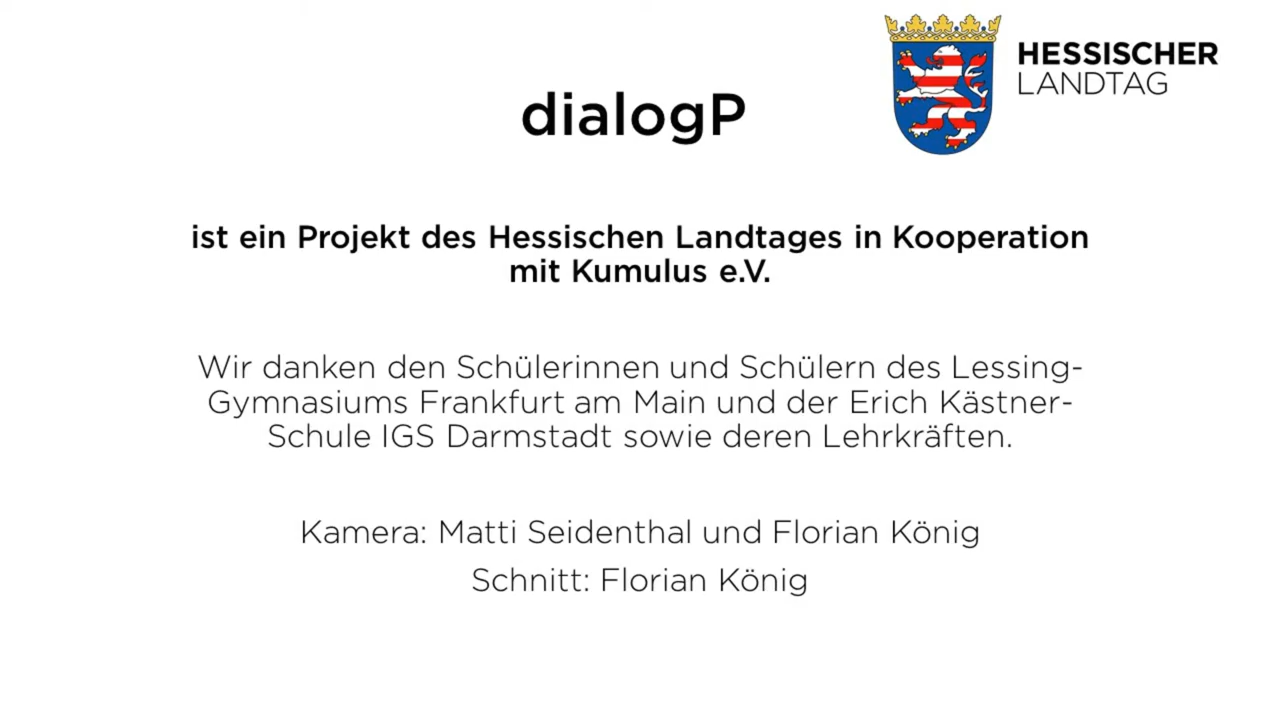 HESSISCHER
LANDTAG
dialogP
ist ein Projekt des Hessischen Landtages in Kooperation
mit Kumulus e.V.
Wir danken den Schülerinnen und Schülern des Lessing-
Gymnasiums Frankfurt am Main und der Erich Kästner-
Schule IGS Darmstadt sowie deren Lehrkräften.
Kamera: Matti Seidenthal und Florian König
Schnitt: Florian König